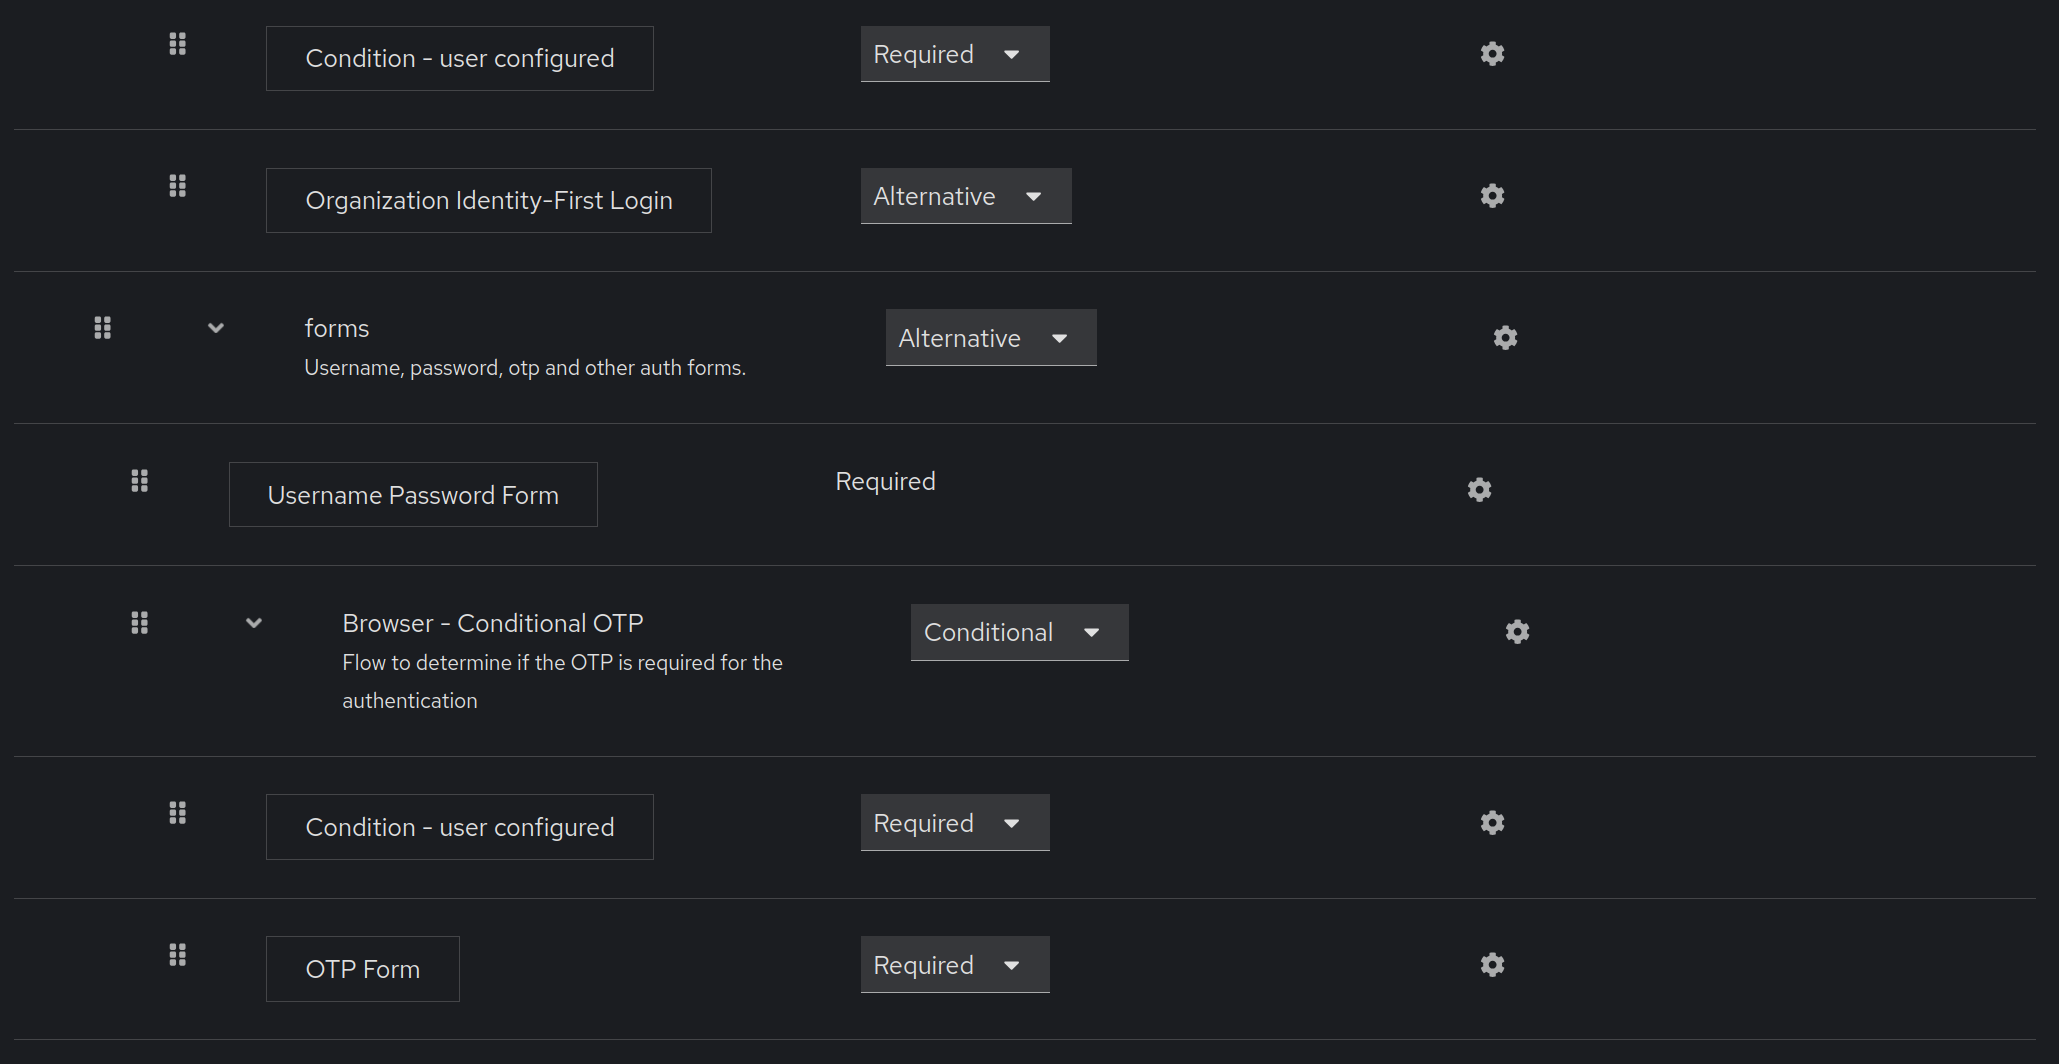 Condition - user configured
Required
Organization Identity-First Login
Alternative
forms
Alternative
Username, password, otp and other auth forms.
Username Password Form
Required
Browser - Conditional OTP
Conditional
Flow to determine if the OTP is required for the
authentication
Condition - user configured
Required
OTP Form
Required